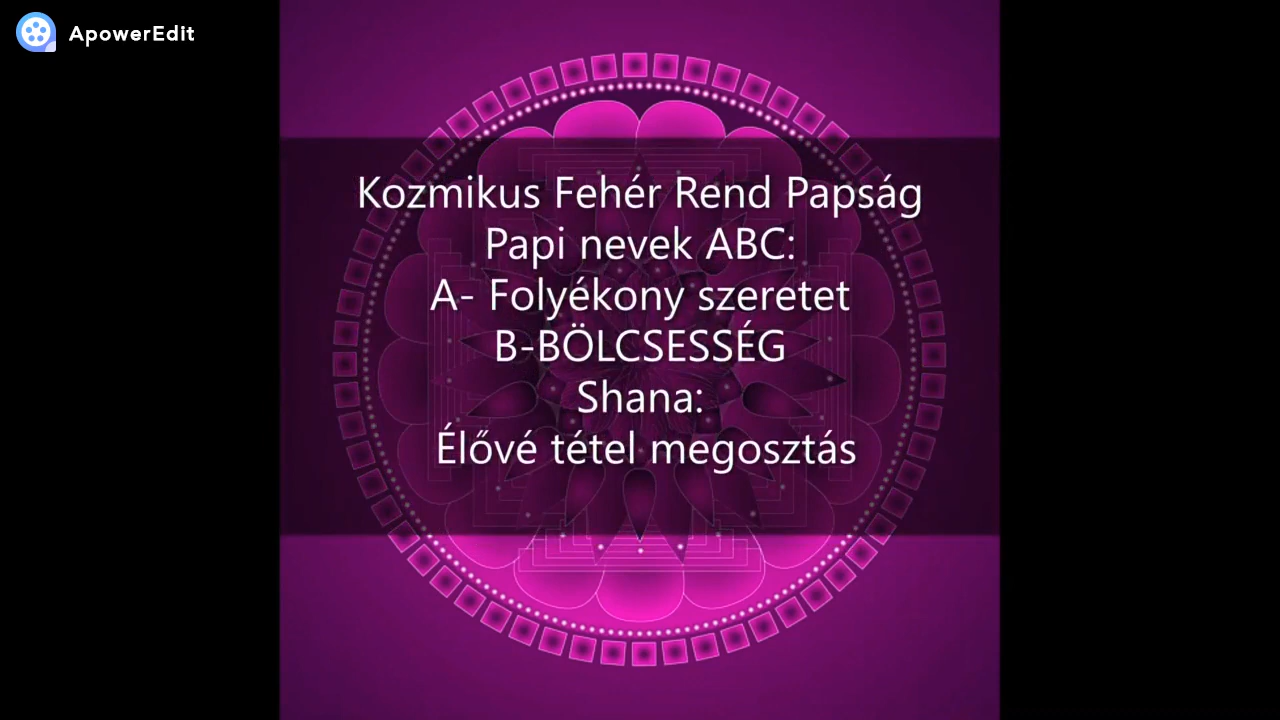 ApowerEdit
Kozmikus Fehér Rend Papság
Papi nevek ABC:
A- Folyékony szeretet
B-BÖLCSESSÉG
Shana:
Élővé tétel megosztás